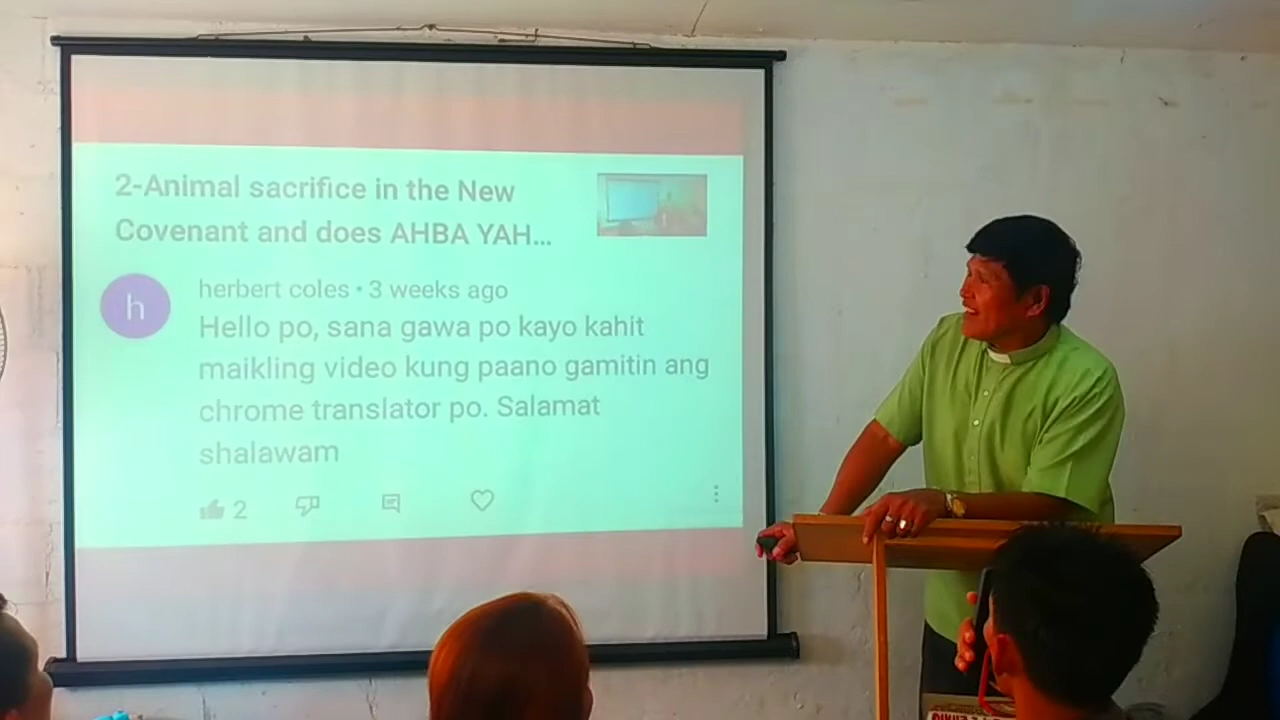 2-Animal sacrifice in the New
Covenant and does AHBA YAH...
h
herbert coles • 3 weeks ago
Hello po, sana gawa po kayo kahit
maikling video kung paano gamitin ang
chrome translator po. Salamat
shalawam
2